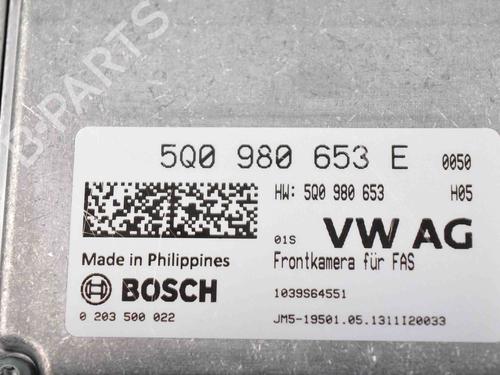 B-PARTS
5Q0 980 653 E 0050
HW: 5Q0 980 653 H05
01S VW AG
Made in Philippines Frontkamera für FAS
BOSCH 1039S64551
0 203 500 022 JM5-19501.05.1311I20033